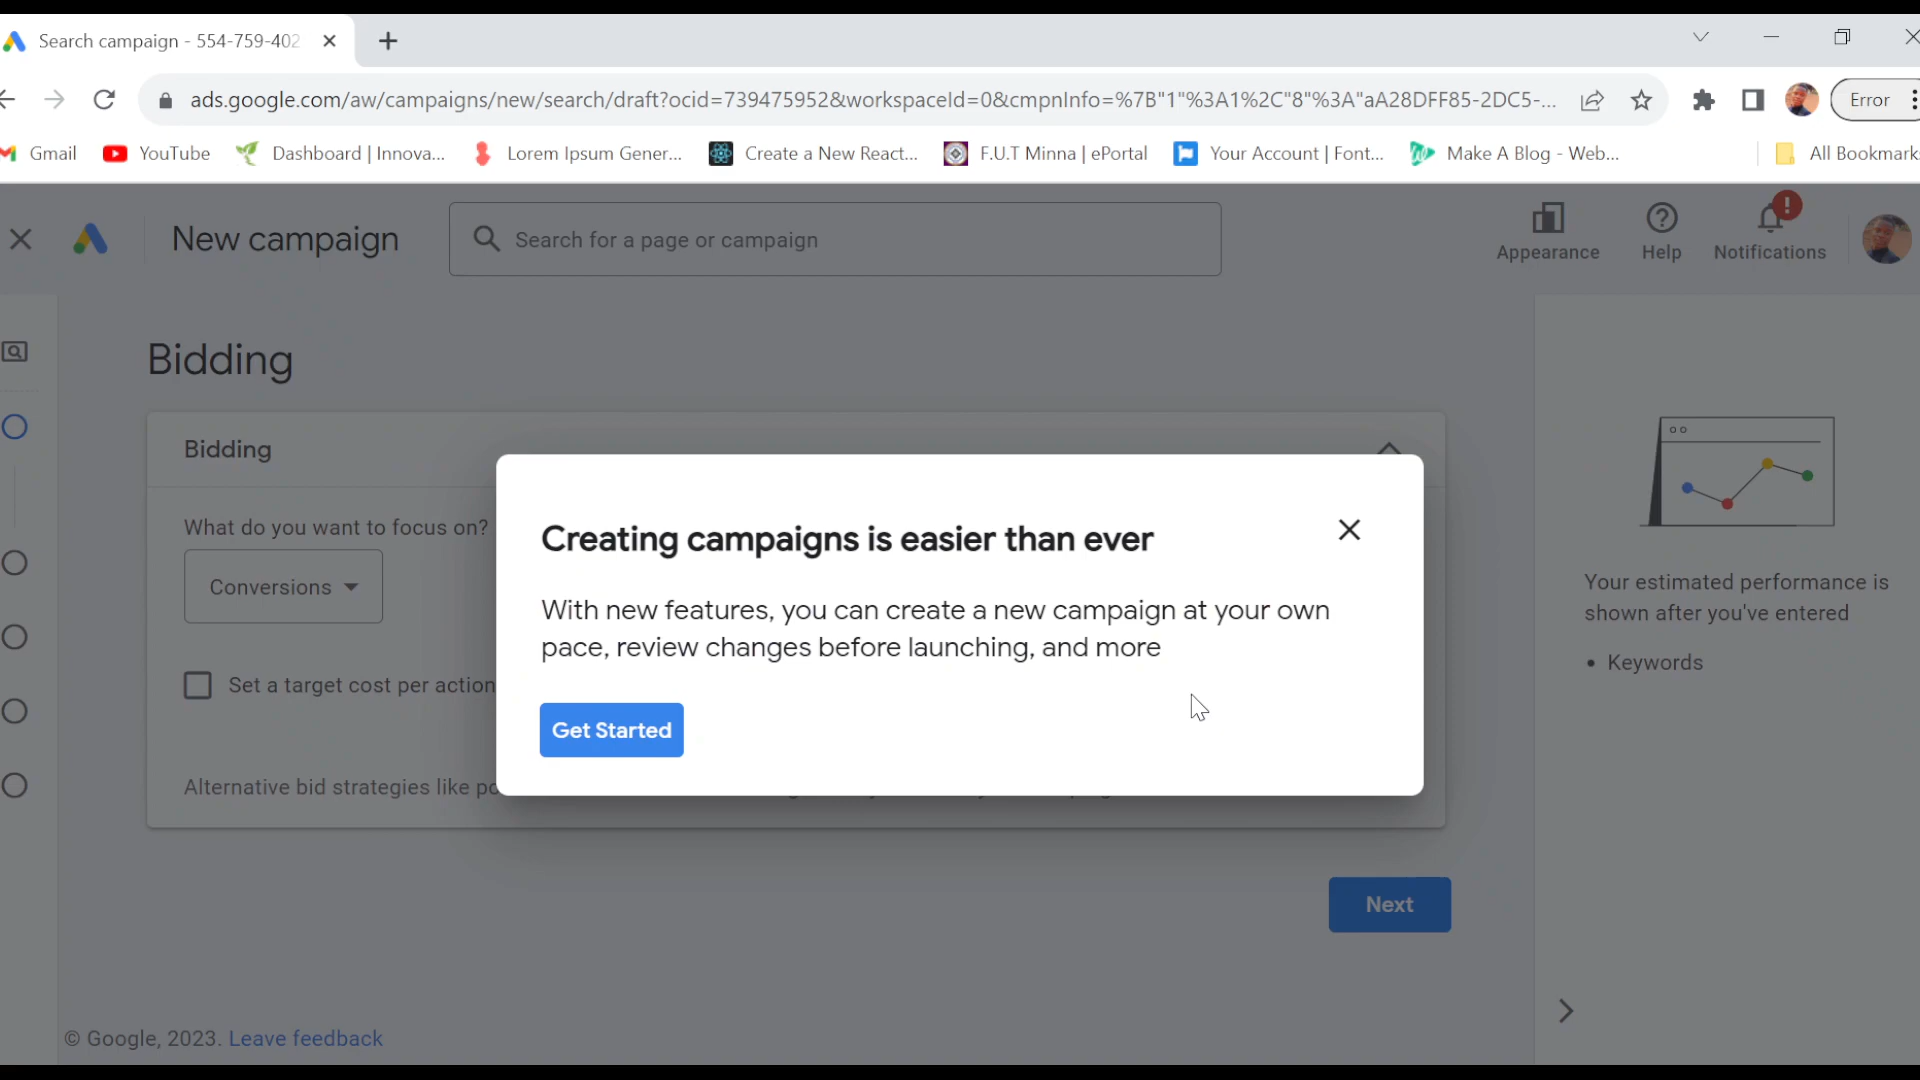 Search campaign - 554-759-402
ads.google.com/aw/campaigns/new/search/draft?ocid=739475952&workspaceId=0&cmpnInfo=%7B"1"%3A1%2C"8"%3A"aA28DFF85-2DC5-...
Error
Gmail
YouTube
Dashboard | Innova...
Lorem Ipsum Gener...
Create a New React...
F.U.T Minna | ePortal
Your Account | Font...
Make A Blog - Web...
All Bookmark
New campaign
Search for a page or campaign
Appearance
Help
Notifications
Bidding
Bidding
What do you want to focus on?
Conversions
Set a target cost per action
Alternative bid strategies like
Creating campaigns is easier than ever
With new features, you can create a new campaign at your own
pace, review changes before launching, and more
Get Started
Next
Your estimated performance is
shown after you've entered
• Keywords
© Google, 2023. Leave feedback